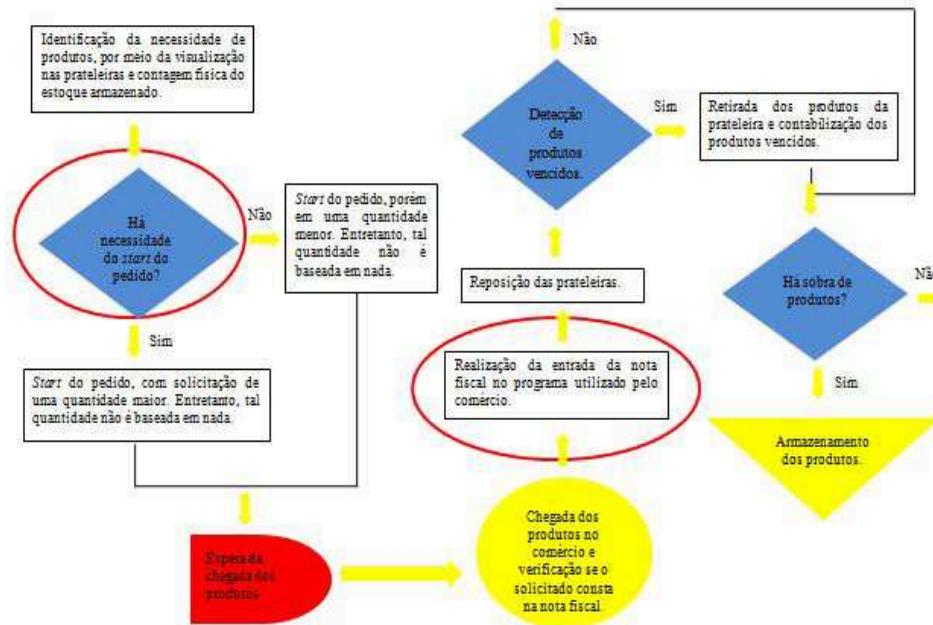 Identificação da necessidade de
produtos, por meio da visualização
nas prateleiras e contagem física do
estoque armazenado.
Há
necessidade
do start do
pedido?
Não
Start do pedido, porém
em uma quantidade
menor. Entretanto, tal
quantidade não é
baseada em nada.
Sim
Start do pedido, com solicitação de
uma quantidade maior. Entretanto, tal
quantidade não é baseada em nada.
Espera da
chegada dos
produtos
Chegada dos
produtos no
comércio e
verificação se o
solicitado consta
na nota fiscal.
Realização da entrada da nota
fiscal no programa utilizado pelo
comércio.
Reposição das prateleiras.
Detecção
de
produtos
vencidos.
Não
Sim
Retirada dos produtos da
prateleira e contabilização dos
produtos vencidos.
Há sobra de
produtos?
Não
Sim
Armazenamento
dos produtos.